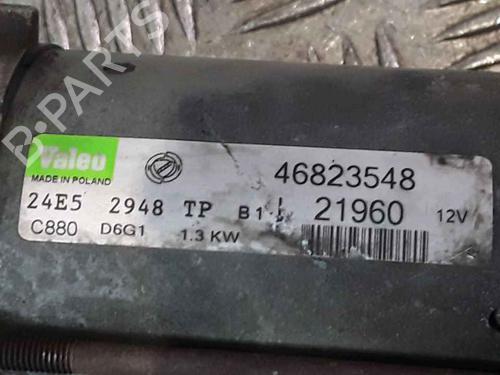 B-PARTS
Valeo
MADE IN POLAND
46823548
24E5 2948 TP B1
21960 12V
C880 D6G1 1.3 KW